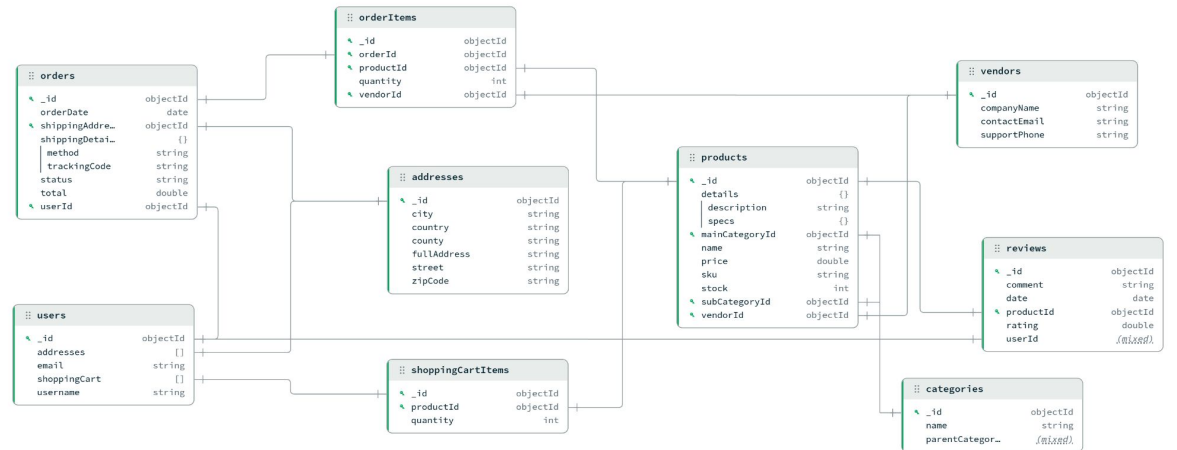 orders
_id objectId
orderDate date
shippingAddre… objectId
shippingDetai… {}
method string
trackingCode string
status string
total double
userId objectId
users
_id objectId
addresses []
email string
shoppingCart []
username string
orderItems
_id objectId
orderId objectId
productId objectId
quantity int
vendorId objectId
addresses
_id objectId
city string
country string
county string
fullAddress string
street string
zipCode string
shoppingCartItems
_id objectId
productId objectId
quantity int
products
_id objectId
details {}
description string
specs {}
mainCategoryId objectId
name string
price double
sku string
stock int
subCategoryId objectId
vendorId objectId
vendors
_id objectId
companyName string
contactEmail string
supportPhone string
reviews
_id objectId
comment string
date date
productId objectId
rating double
userId (mixed)
categories
_id objectId
name string
parentCategor… (mixed)